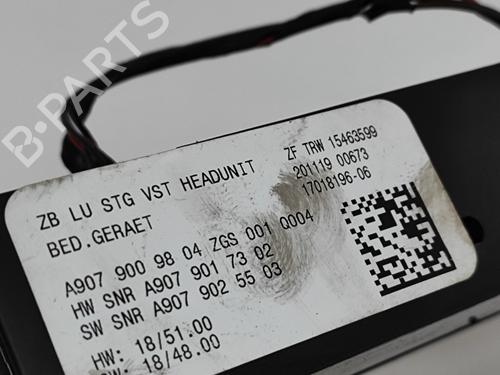 B-PARTS
ZB LU STG VST HEADUNIT
BED.GERAET
ZF TRW 15463599
201119 00673
17018196-06
A907 900 98 04 ZGS 001 Q004
HW SNR A907 901 73 02
SW SNR A907 902 55 03
HW: 18/51.00
SW: 18/48.00